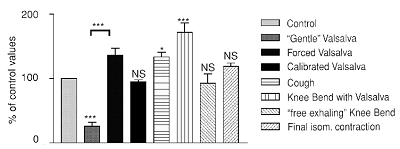 % of control values
200
100
0
***
***
NS
*
***
NS
NS
Control
"Gentle" Valsalva
Forced Valsalva
Calibrated Valsalva
Cough
Knee Bend with Valsalva
"free exhaling" Knee Bend
Final isom. contraction